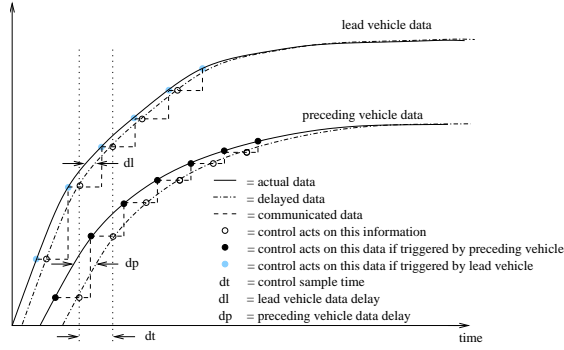 lead vehicle data
preceding vehicle data
dl
= actual data
= delayed data
= communicated data
= control acts on this information
= control acts on this data if triggered by preceding vehicle
= control acts on this data if triggered by lead vehicle
dt = control sample time
dl = lead vehicle data delay
dp = preceding vehicle data delay
dp
time
dt